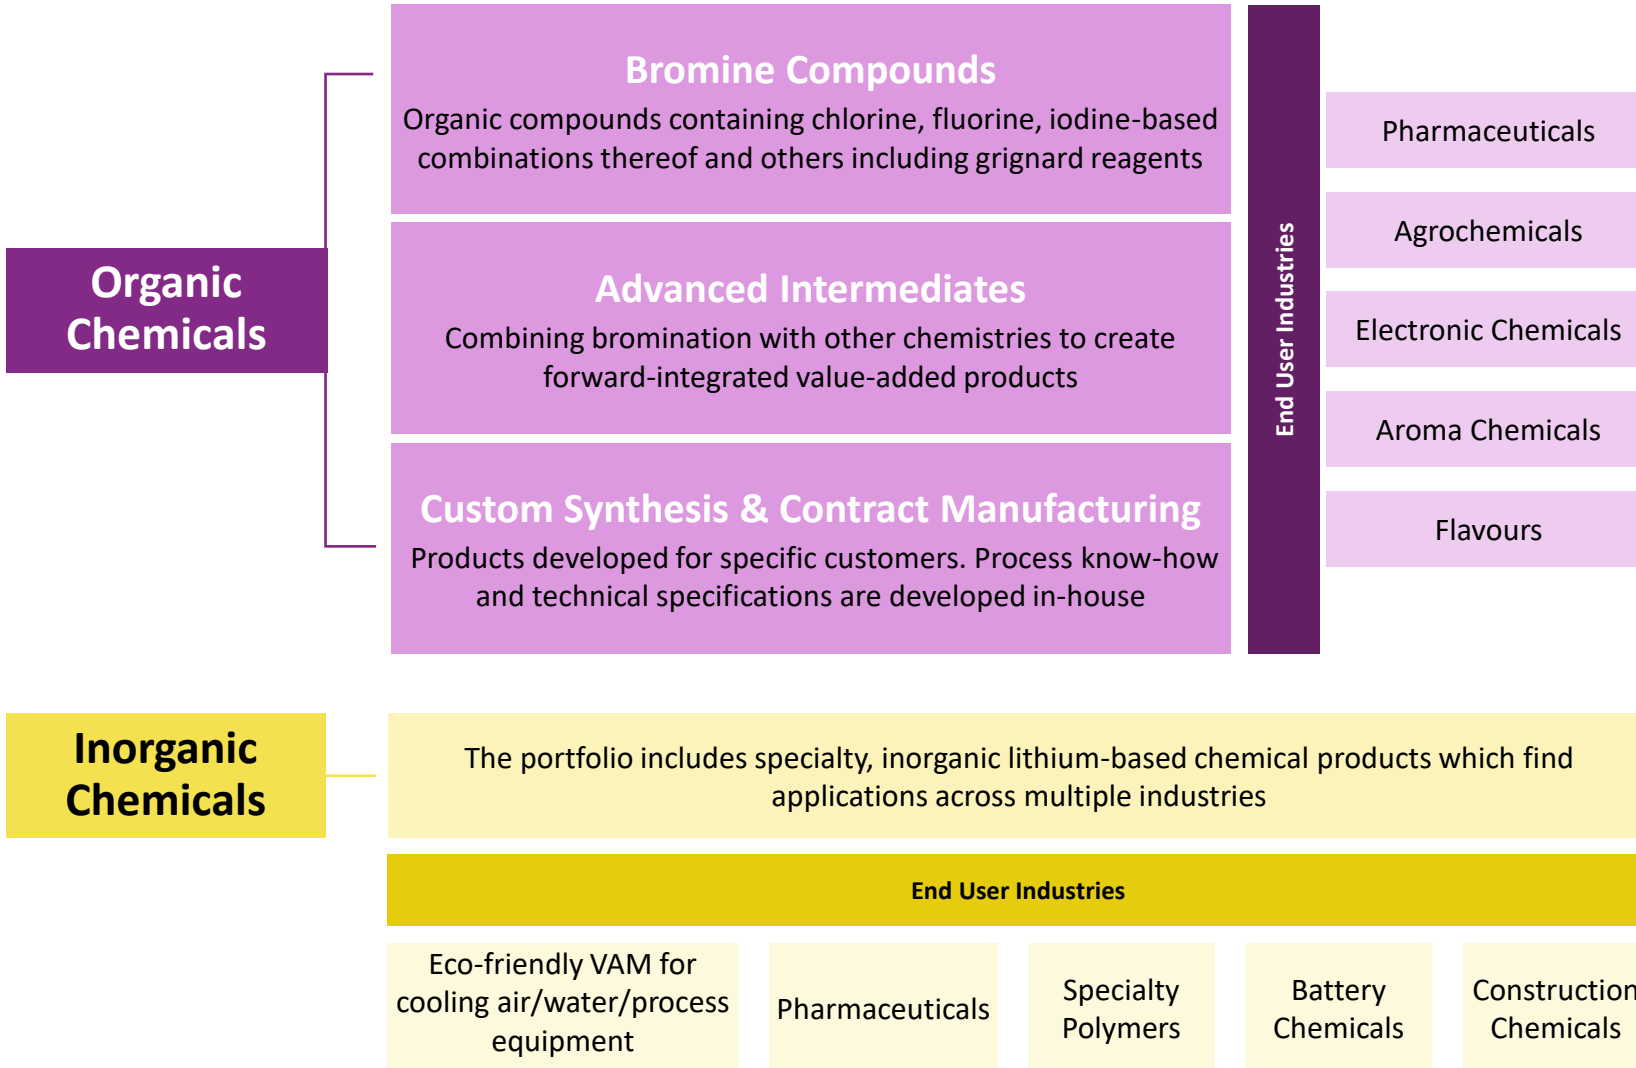 Organic
Chemicals
Bromine Compounds
Organic compounds containing chlorine, fluorine, iodine-based
combinations thereof and others including grignard reagents
Advanced Intermediates
Combining bromination with other chemistries to create
forward-integrated value-added products
Custom Synthesis & Contract Manufacturing
Products developed for specific customers. Process know-how
and technical specifications are developed in-house
End User Industries
Pharmaceuticals
Agrochemicals
Electronic Chemicals
Aroma Chemicals
Flavours
Inorganic
Chemicals
The portfolio includes specialty, inorganic lithium-based chemical products which find
applications across multiple industries
End User Industries
Eco-friendly VAM for
cooling air/water/process
equipment
Pharmaceuticals
Specialty
Polymers
Battery
Chemicals
Construction
Chemicals